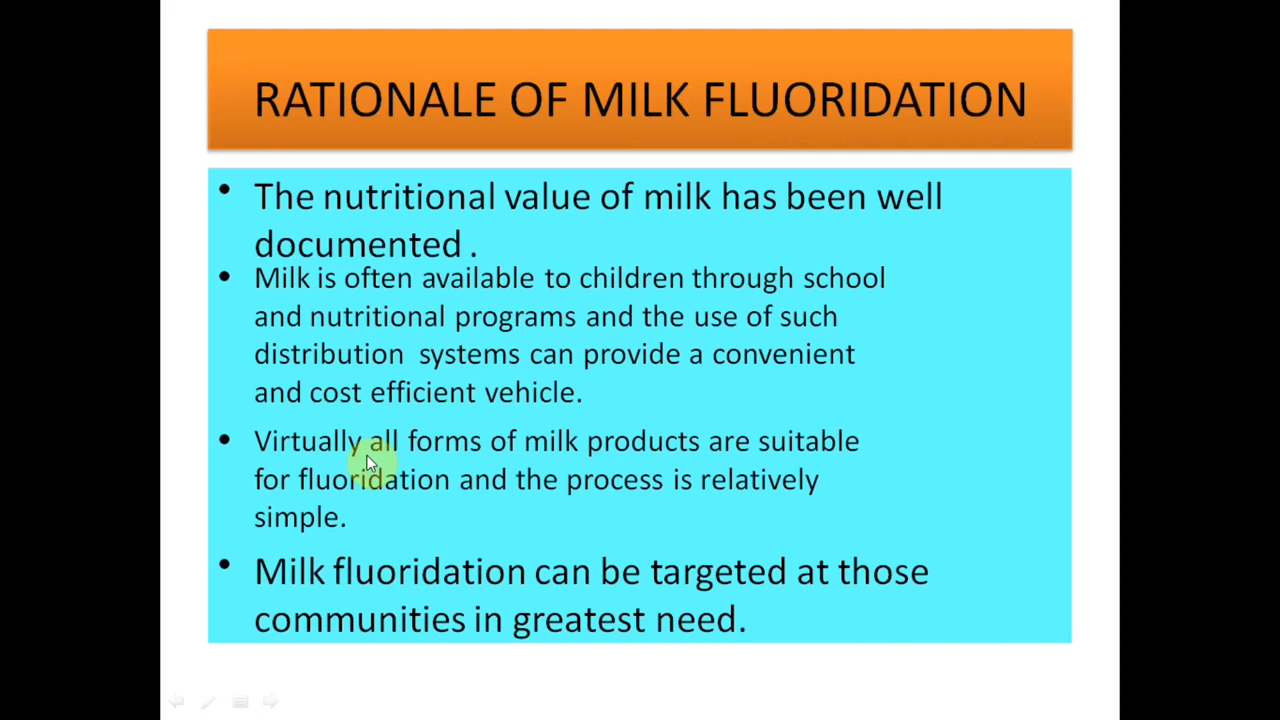 RATIONALE OF MILK FLUORIDATION
• The nutritional value of milk has been well
documented .
• Milk is often available to children through school
and nutritional programs and the use of such
distribution systems can provide a convenient
and cost efficient vehicle.
• Virtually all forms of milk products are suitable
for fluoridation and the process is relatively
simple.
• Milk fluoridation can be targeted at those
communities in greatest need.